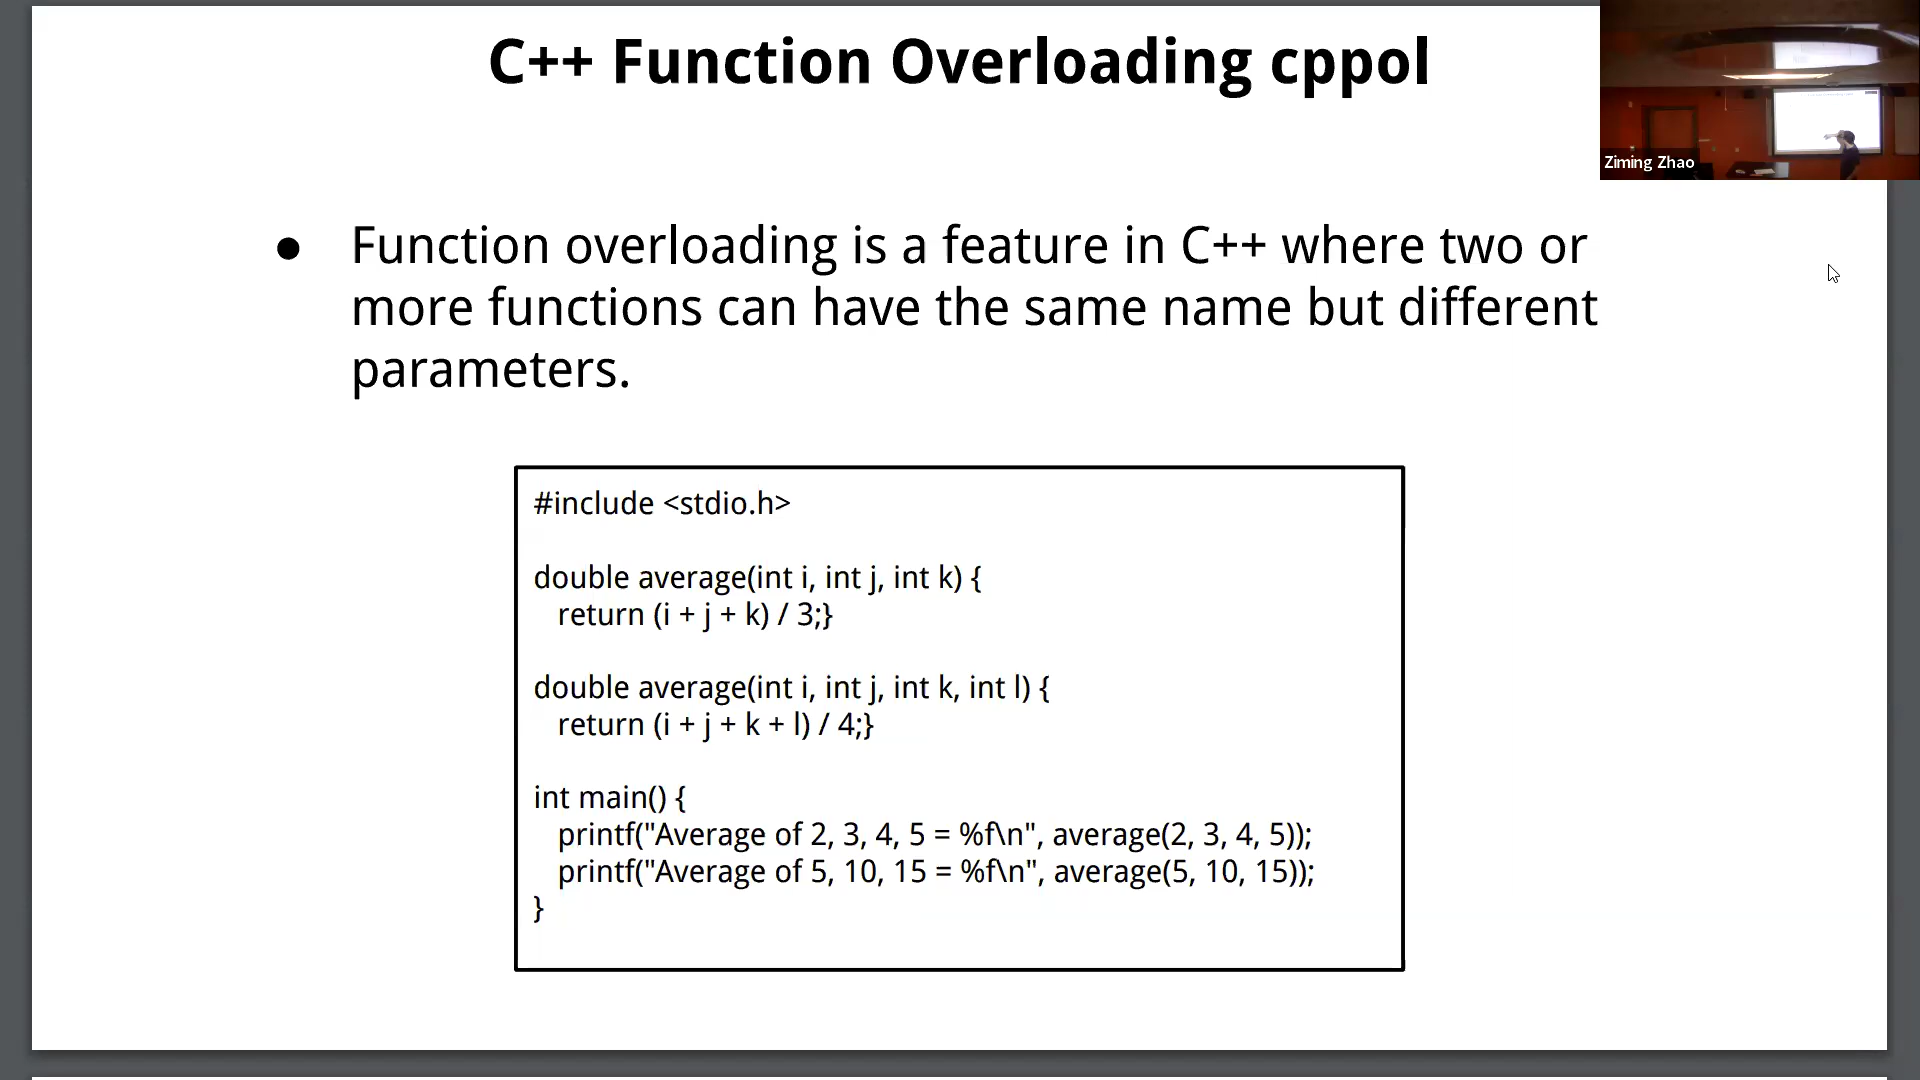 C++ Function Overloading cppol
Ziming Zhao
● Function overloading is a feature in C++ where two or
more functions can have the same name but different
parameters.
#include <stdio.h>
double average(int i, int j, int k) {
return (i + j + k) / 3;}
double average(int i, int j, int k, int l) {
return (i + j + k + l) / 4;}
int main() {
printf("Average of 2, 3, 4, 5 = %f\n", average(2, 3, 4, 5));
printf("Average of 5, 10, 15 = %f\n", average(5, 10, 15));
}